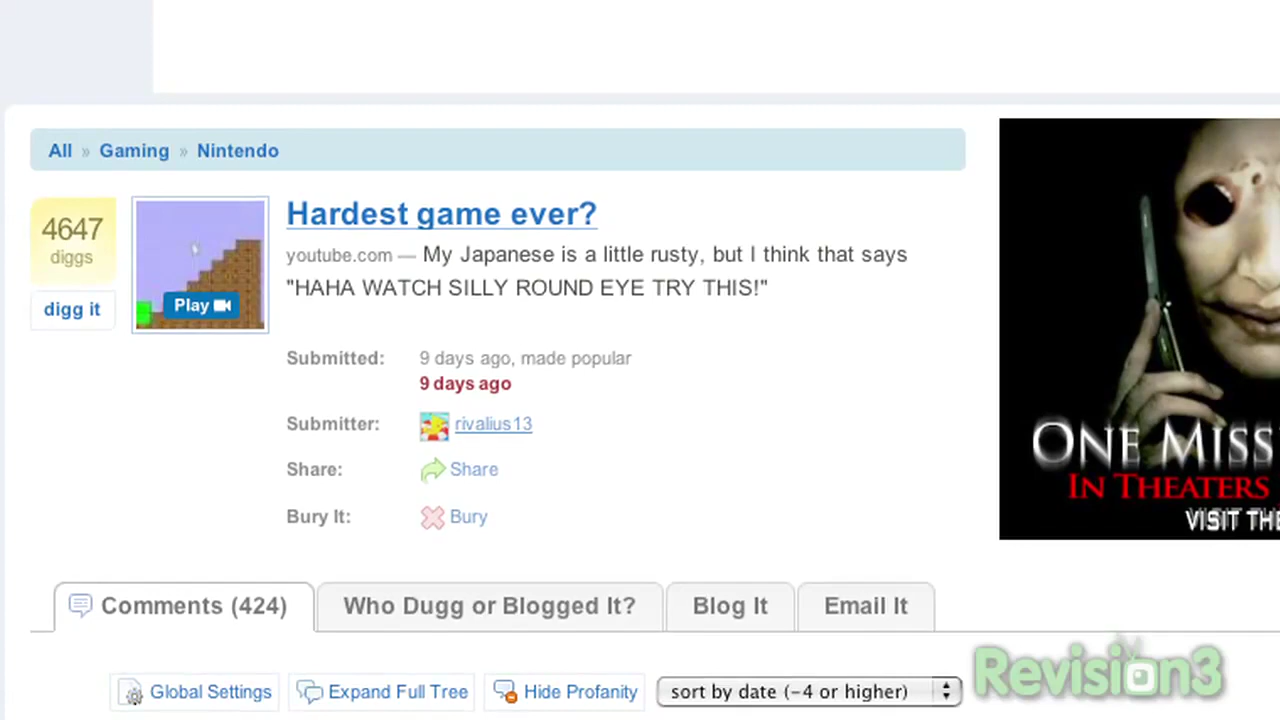 All » Gaming » Nintendo
4647
diggs
digg it
Play
Hardest game ever?
youtube.com — My Japanese is a little rusty, but I think that says
"HAHA WATCH SILLY ROUND EYE TRY THIS!"
Submitted: 9 days ago, made popular
9 days ago
Submitter: rivalius13
Share: Share
Bury It: Bury
ONE MISS
IN THEATERS
VISIT THE
Comments (424) Who Dugg or Blogged It? Blog It Email It
Global Settings Expand Full Tree Hide Profanity sort by date (-4 or higher)
Revision3